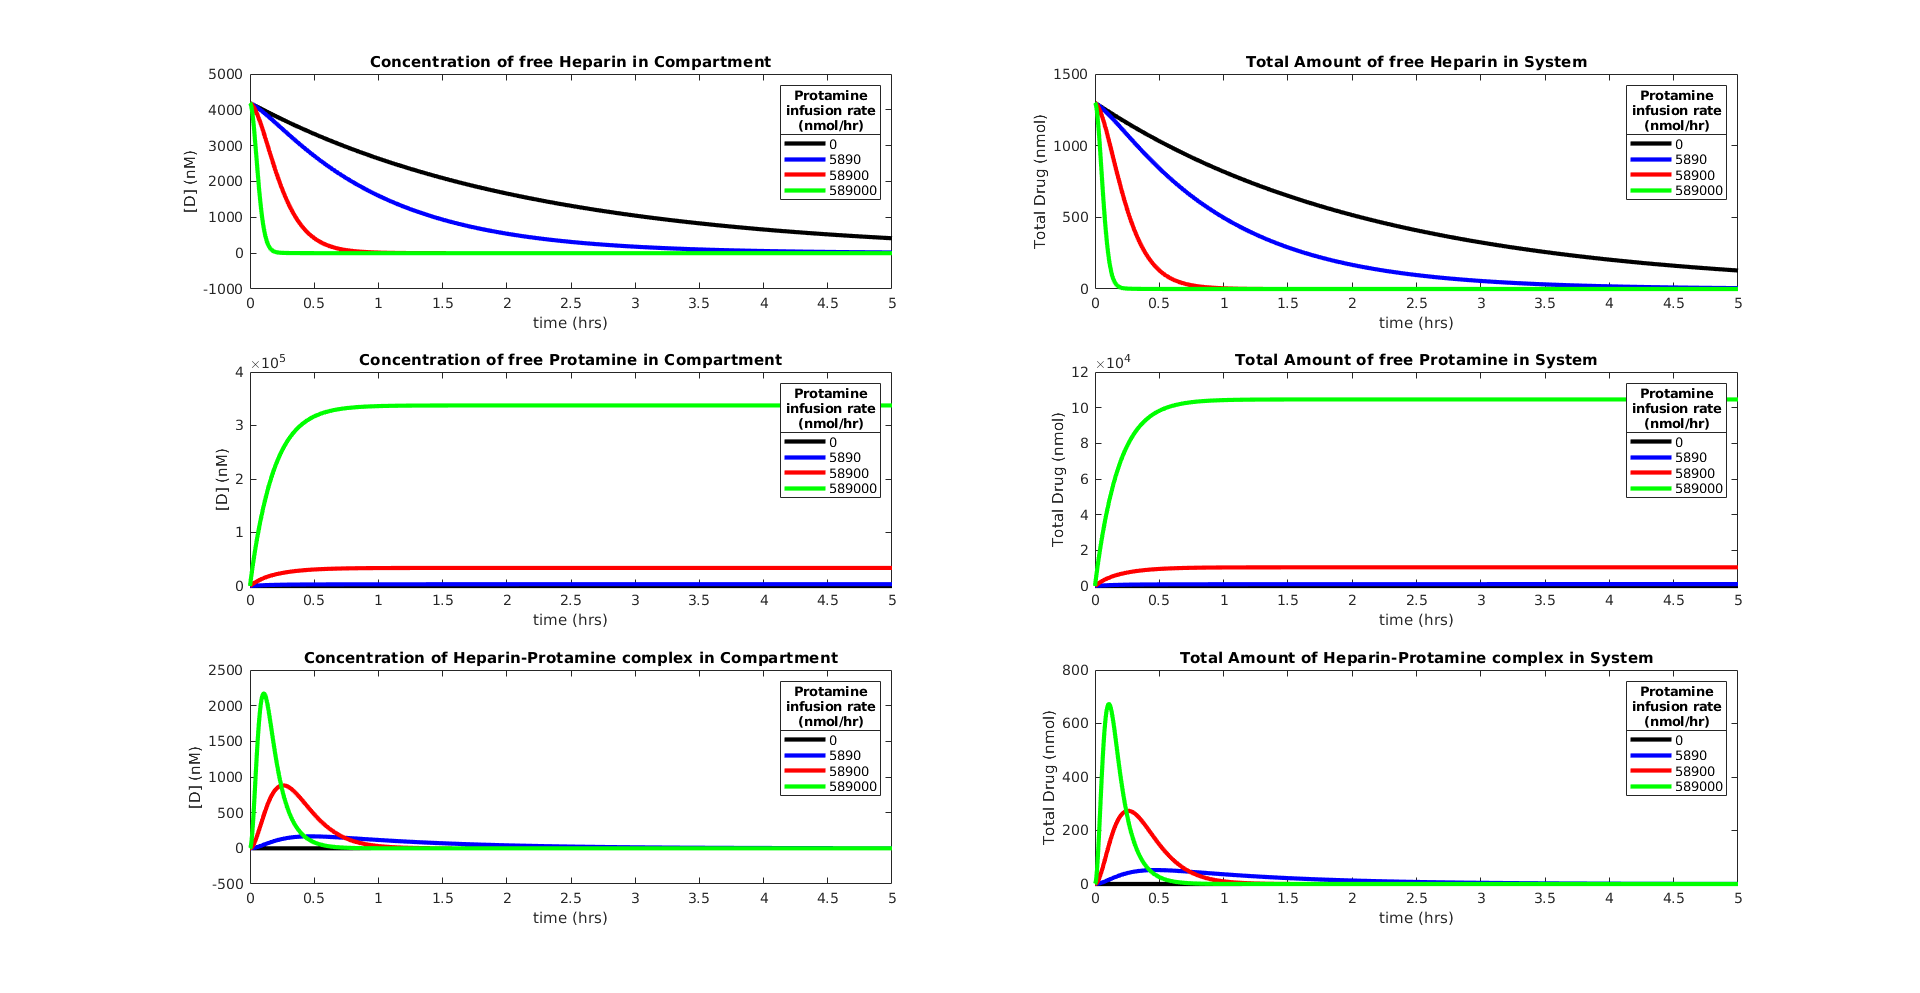 Concentration of free Heparin in Compartment
5000
4000
3000
2000
1000
0
-1000
[D] (nM)
0 0.5 1 1.5 2 2.5 3 3.5 4 4.5 5
time (hrs)
Protamine
infusion rate
(nmol/hr)
0
5890
58900
589000
Total Amount of free Heparin in System
1500
1000
500
0
Total Drug (nmol)
0 0.5 1 1.5 2 2.5 3 3.5 4 4.5 5
time (hrs)
Protamine
infusion rate
(nmol/hr)
0
5890
58900
589000
Concentration of free Protamine in Compartment
×10⁵
4
3
2
1
0
[D] (nM)
0 0.5 1 1.5 2 2.5 3 3.5 4 4.5 5
time (hrs)
Protamine
infusion rate
(nmol/hr)
0
5890
58900
589000
Total Amount of free Protamine in System
×10⁴
12
10
8
6
4
2
0
Total Drug (nmol)
0 0.5 1 1.5 2 2.5 3 3.5 4 4.5 5
time (hrs)
Protamine
infusion rate
(nmol/hr)
0
5890
58900
589000
Concentration of Heparin-Protamine complex in Compartment
2500
2000
1500
1000
500
0
-500
[D] (nM)
0 0.5 1 1.5 2 2.5 3 3.5 4 4.5 5
time (hrs)
Protamine
infusion rate
(nmol/hr)
0
5890
58900
589000
Total Amount of Heparin-Protamine complex in System
800
600
400
200
0
Total Drug (nmol)
0 0.5 1 1.5 2 2.5 3 3.5 4 4.5 5
time (hrs)
Protamine
infusion rate
(nmol/hr)
0
5890
58900
589000